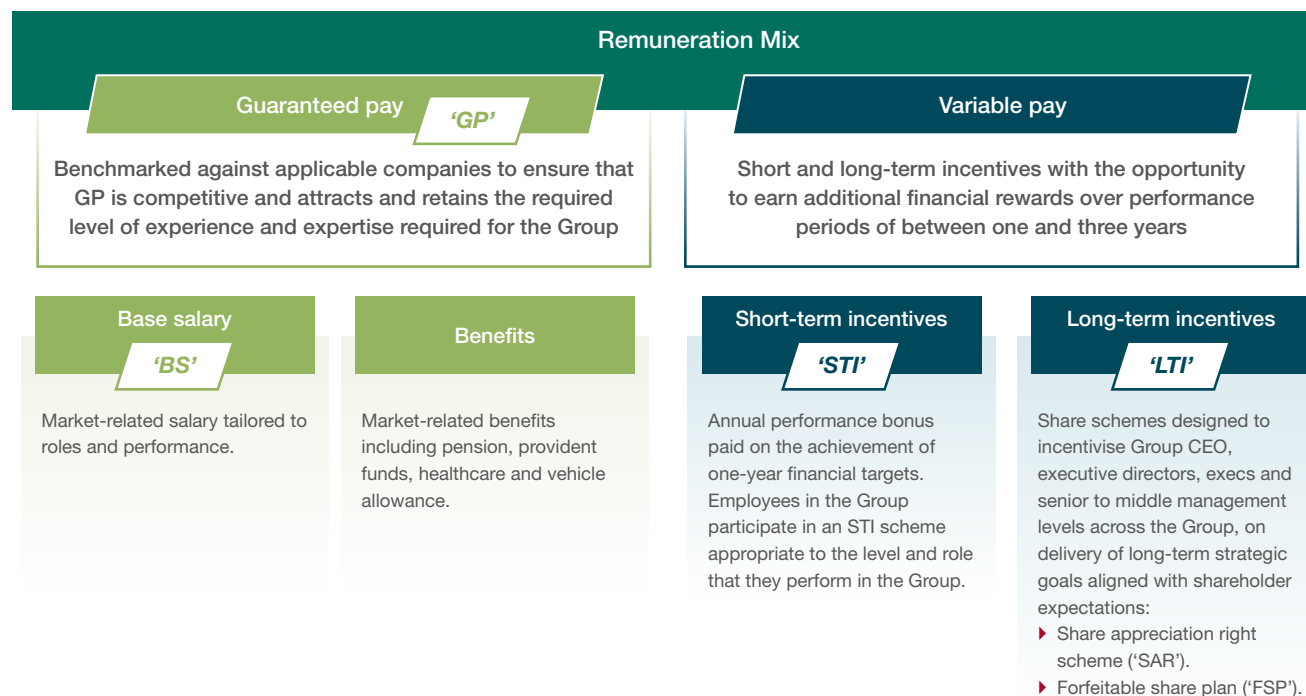 Remuneration Mix
Guaranteed pay
‘GP’
Benchmarked against applicable companies to ensure that
GP is competitive and attracts and retains the required
level of experience and expertise required for the Group
Variable pay
Short and long-term incentives with the opportunity
to earn additional financial rewards over performance
periods of between one and three years
Base salary
‘BS’
Market-related salary tailored to
roles and performance.
Benefits
Market-related benefits
including pension, provident
funds, healthcare and vehicle
allowance.
Short-term incentives
‘STI’
Annual performance bonus
paid on the achievement of
one-year financial targets.
Employees in the Group
participate in an STI scheme
appropriate to the level and role
that they perform in the Group.
Long-term incentives
‘LTI’
Share schemes designed to
incentivise Group CEO,
executive directors, execs and
senior to middle management
levels across the Group, on
delivery of long-term strategic
goals aligned with shareholder
expectations:
Share appreciation right
scheme (‘SAR’).
Forfeitable share plan (‘FSP’).